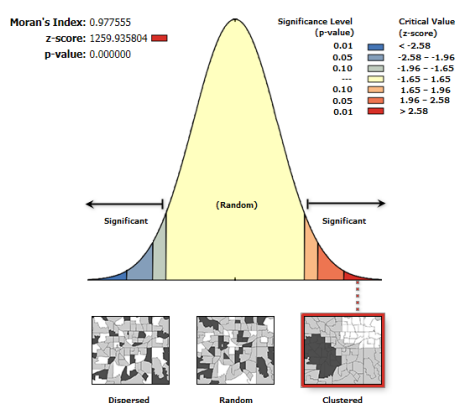 Moran's Index: 0.977555
z-score: 1259.935804
p-value: 0.000000
Significance Level
(p-value)
Critical Value
(z-score)
0.01 < -2.58
0.05 -2.58 - -1.96
0.10 -1.96 - -1.65
--- -1.65 - 1.65
0.10 1.65 - 1.96
0.05 1.96 - 2.58
0.01 > 2.58
Significant
(Random)
Significant
Dispersed
Random
Clustered